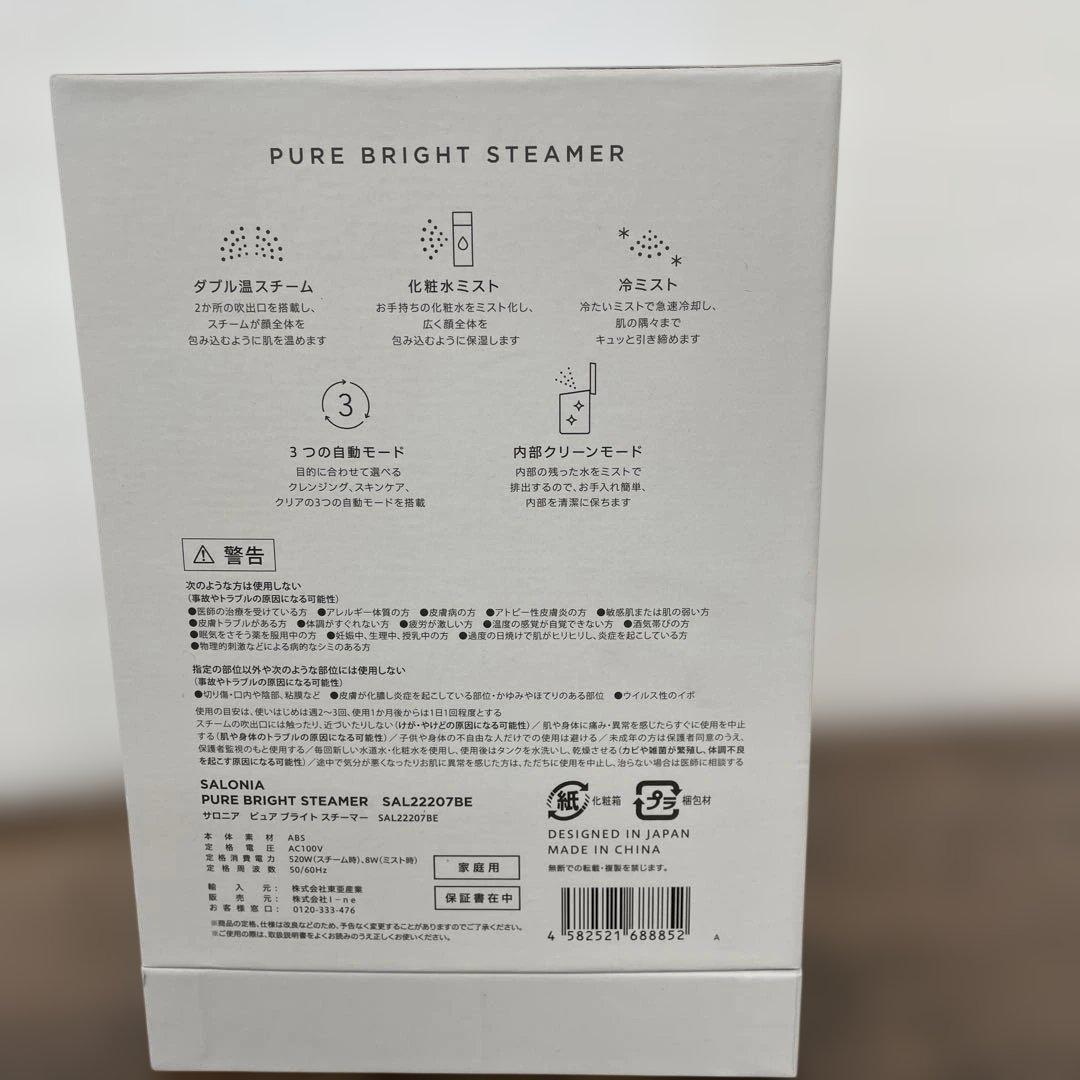 PURE BRIGHT STEAMER
ダブル温スチーム
2か所の吹出口を搭載し、
スチームが顔全体を
包み込むように肌を温めます
化粧水ミスト
お手持ちの化粧水をミスト化し、
広く顔全体を
包み込むように保湿します
冷ミスト
冷たいミストで急速冷却し、
肌の隅々まで
キュッと引き締めます
3
3つの自動モード
目的に合わせて選べる
クレンジング、スキンケア、
クリアの3つの自動モードを搭載
内部クリーンモード
内部の残った水をミストで
排出するので、お手入れ簡単、
内部を清潔に保ちます
警告
次のような方は使用しない
(事故やトラブルの原因になる可能性)
●医師の治療を受けている方 ●アレルギー体質の方 ●皮膚病の方 ●アトピー性皮膚炎の方 ●敏感肌または肌の弱い方
●皮膚トラブルがある方 ●体調がすぐれない方 ●疲労が激しい方 ●温度の感覚が自覚できない方 ●酒気帯びの方
●眠気をさそう薬を服用中の方 ●妊娠中、生理中、授乳中の方 ●過度の日焼けで肌がヒリヒリし、炎症を起こしている方
●物理的刺激などによる病的なシミのある方
指定の部位以外や次のような部位には使用しない
(事故やトラブルの原因になる可能性)
●切り傷・口内や陰部、粘膜など ●皮膚が化膿し炎症を起こしている部位・かゆみやほてりのある部位 ●ウイルス性のイボ
使用の目安は、使いはじめは週2〜3回、使用1か月後からは1日1回程度とする
スチームの吹出口には触ったり、近づいたりしない(けが・やけどの原因になる可能性)/肌や身体に痛み・異常を感じたらすぐに使用を中止
する(肌や身体のトラブルの原因になる可能性)/子供や身体の不自由な人だけでの使用は避ける/未成年の方は保護者同意のうえ、
保護者監視のもと使用する/毎回新しい水道水・化粧水を使用し、使用後はタンクを水洗いし、乾燥させる(カビや雑菌が繁殖し、体調不良
を起こす原因になる可能性)/途中で気分が悪くなったりお肌に異常を感じた方は、ただちに使用を中止し、治らない場合は医師に相談する
SALONIA
PURE BRIGHT STEAMER SAL22207BE
サロニア ピュア ブライト スチーマー SAL22207BE
本体素材 ABS
定格電圧 AC100V
定格消費電力 520W(スチーム時)、8W(ミスト時)
定格周波数 50/60Hz
輸入元: 株式会社東亜産業
販売元: 株式会社I-ne
お客様窓口: 0120-333-476
家庭用
保証書在中
※商品の定格、仕様は改良などのため、予告なく変更することがありますのでご了承ください。
※ご使用の際は、取扱説明書をよくお読みのうえ正しくお使いください。
紙 化粧箱 プラ 梱包材
DESIGNED IN JAPAN
MADE IN CHINA
無断での転載・複製を禁じます。
4 582521 688852 A